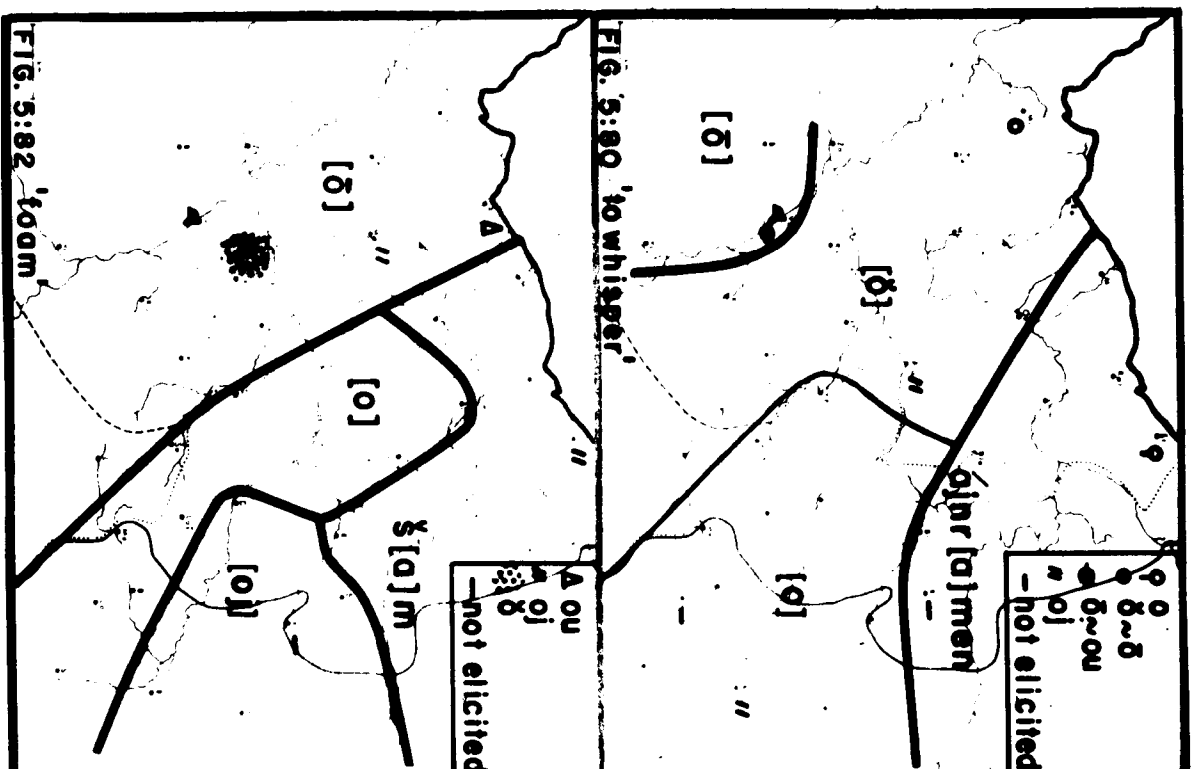 o
ŏ~ō
ō~ou
" oj
– not elicited
ajnr[a]men
[ŏ]
[o]
[ō]
FIG. 5:80 'to whisper'
Δ ou
oj
ŏ
– not elicited
š[a]m
[o]
[ō]
[oj]
FIG. 5:82 'foam'